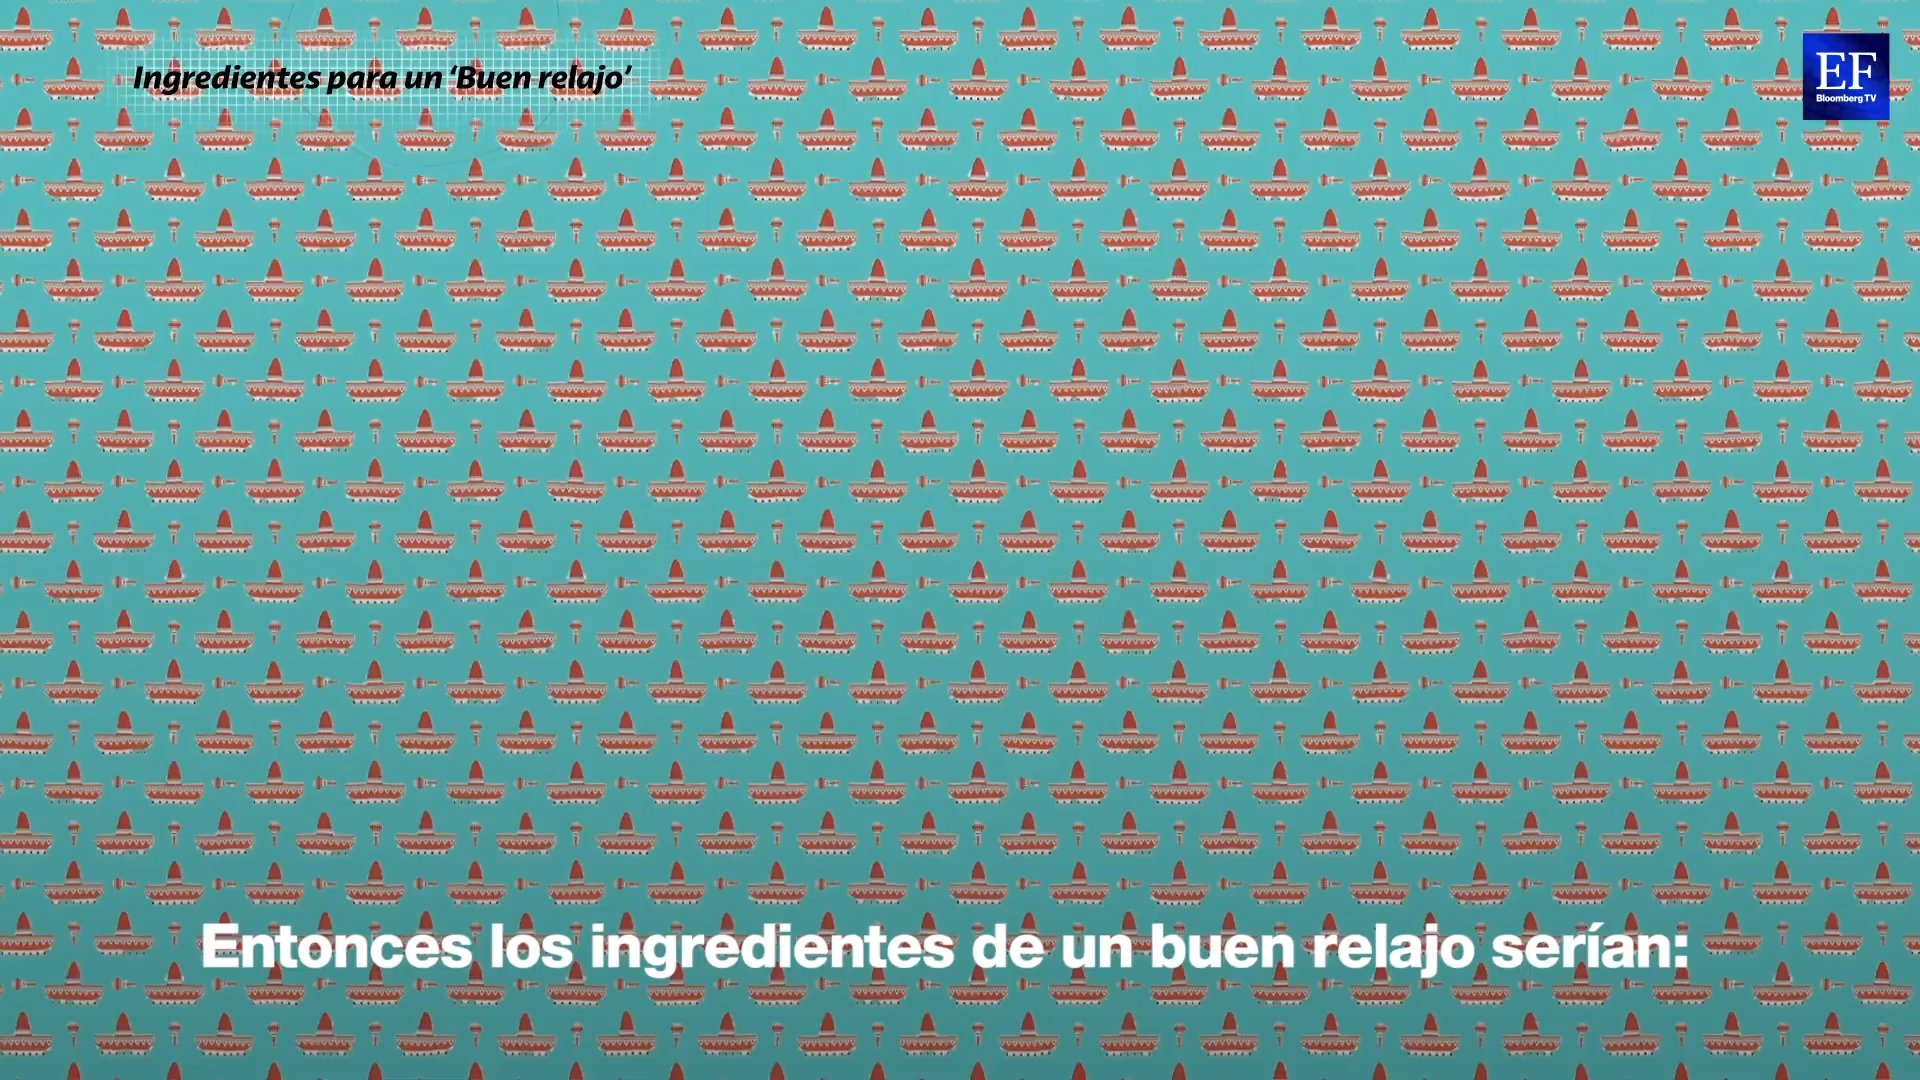 Ingredientes para un ‘Buen relajo’
EF
Bloomberg TV
Entonces los ingredientes de un buen relajo serían: